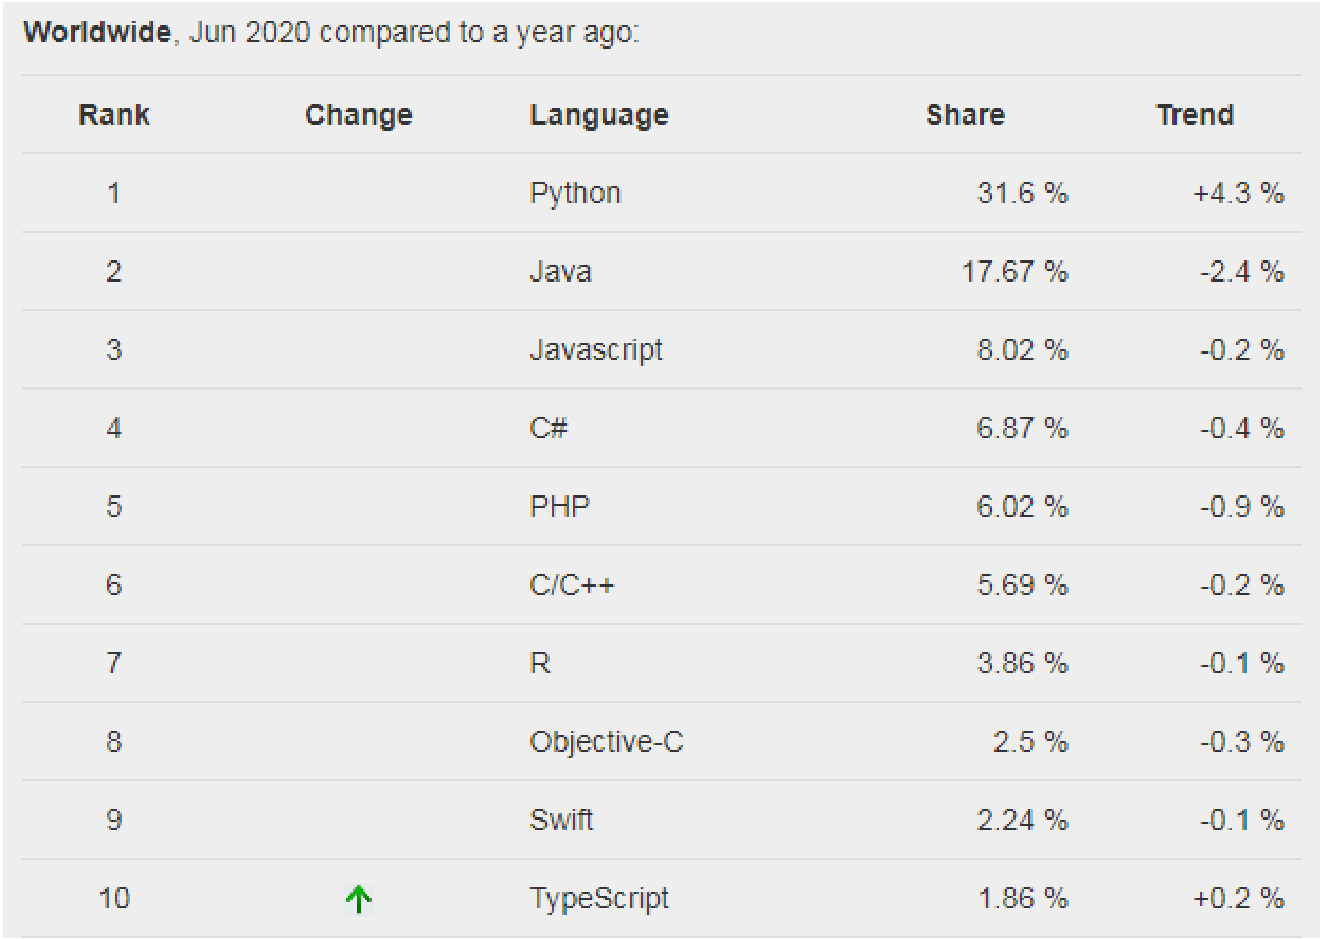 Worldwide, Jun 2020 compared to a year ago:
Rank Change Language Share Trend
1 Python 31.6 % +4.3 %
2 Java 17.67 % -2.4 %
3 Javascript 8.02 % -0.2 %
4 C# 6.87 % -0.4 %
5 PHP 6.02 % -0.9 %
6 C/C++ 5.69 % -0.2 %
7 R 3.86 % -0.1 %
8 Objective-C 2.5 % -0.3 %
9 Swift 2.24 % -0.1 %
10 TypeScript 1.86 % +0.2 %